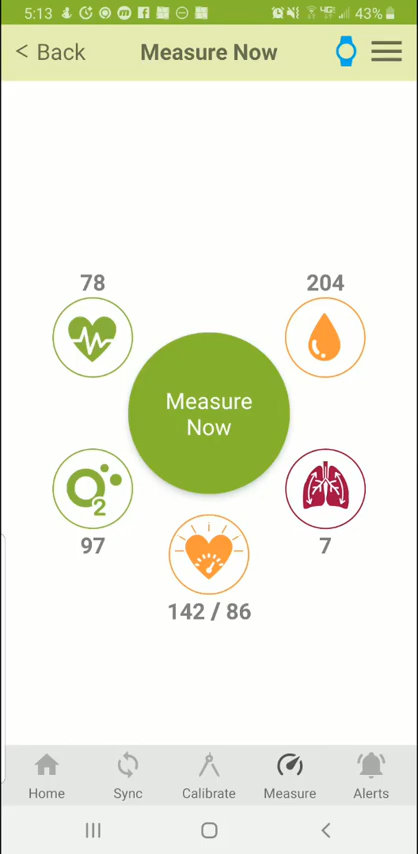 5:13
43%
< Back
Measure Now
78
204
Measure
Now
O2
97
7
142 / 86
Home
Sync
Calibrate
Measure
Alerts